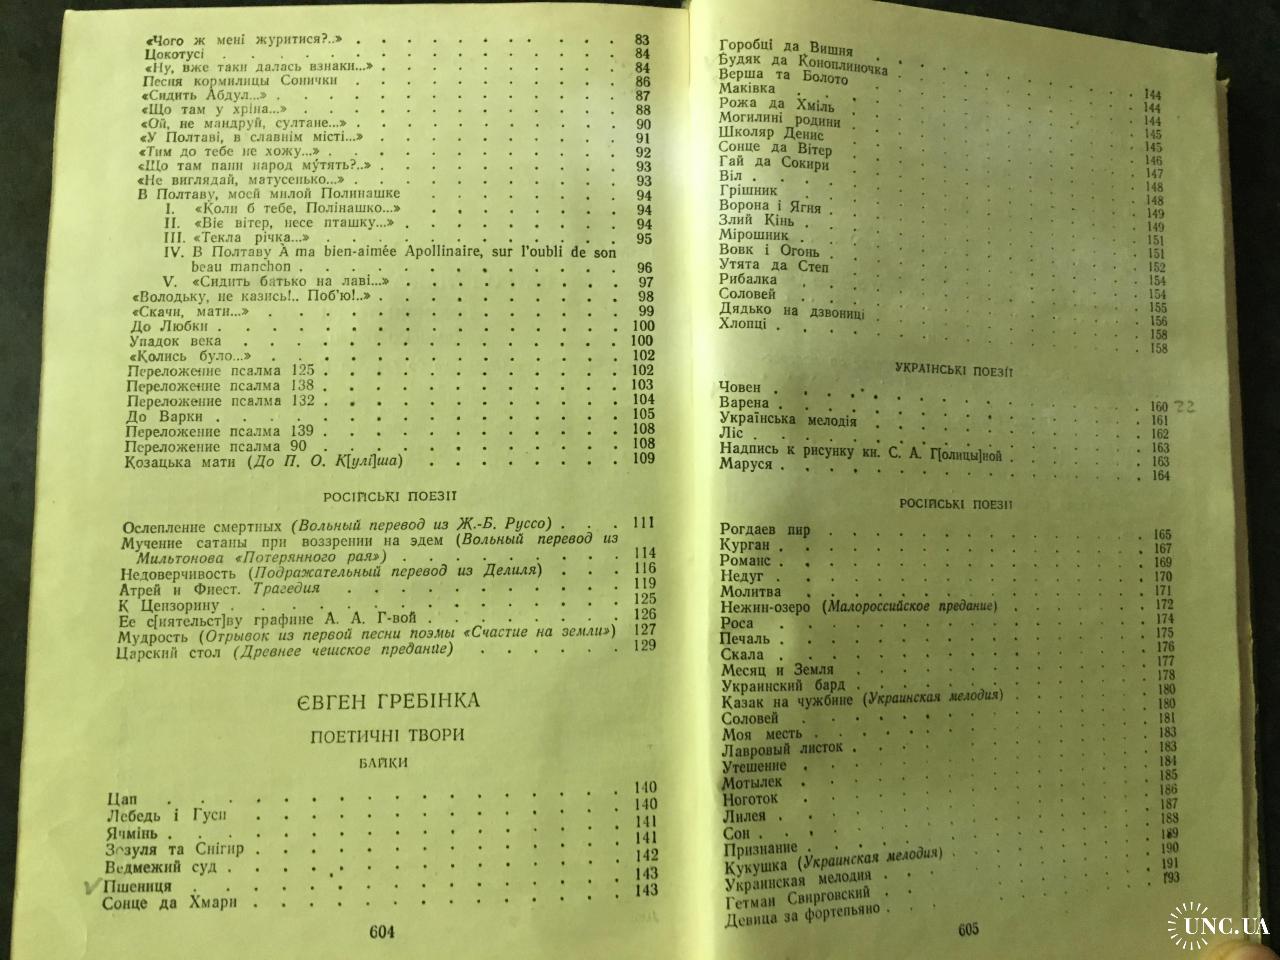 «Чого ж мені журитися?..» . . . 83
Цокотусі . . . 84
«Ну, вже таки далась взнаки...» . . . 84
Песня кормилицы Сонички . . . 86
«Сидить Абдул...» . . . 87
«Що там у хріна...» . . . 88
«Ой, не мандруй, султане...» . . . 90
«У Полтаві, в славнім місті...» . . . 91
«Тим до тебе не хожу...» . . . 92
«Що там пани народ му́тять?..» . . . 93
«Не виглядай, матусенько...» . . . 93
В Полтаву, моей милой Полинашке . . . 94
I. «Коли б тебе, Полінашко...» . . . 94
II. «Віє вітер, несе пташку...» . . . 94
III. «Текла річка...» . . . 95
IV. В Полтаву A ma bien-aimée Apollinaire, sur l'oubli de son
beau manchon . . . 96
V. «Сидить батько на лаві...» . . . 97
«Володьку, не казись!.. Поб'ю!..» . . . 98
«Скачи, мати...» . . . 99
До Любки . . . 100
Упадок века . . . 100
«Колись було...» . . . 102
Переложение псалма 125 . . . 102
Переложение псалма 138 . . . 103
Переложение псалма 132 . . . 104
До Варки . . . 105
Переложение псалма 139 . . . 108
Переложение псалма 90 . . . 108
Козацька мати (До П. О. К[улі]ша) . . . 109
РОСІЙСЬКІ ПОЕЗІЇ
Ослепление смертных (Вольный перевод из Ж.-Б. Руссо) . . . 111
Мучение сатаны при воззрении на эдем (Вольный перевод из
Мильтонова «Потерянного рая») . . . 114
Недоверчивость (Подражательный перевод из Делиля) . . . 116
Атрей и Фиест. Трагедия . . . 119
К Цензорину . . . 125
Ее с[иятельст]ву графине А. А. Г-вой . . . 126
Мудрость (Отрывок из первой песни поэмы «Счастие на земли») 127
Царский стол (Древнее чешское предание) . . . 129
ЄВГЕН ГРЕБІНКА
ПОЕТИЧНІ ТВОРИ
БАЙКИ
Цап . . . 140
Лебедь і Гуси . . . 140
Ячмінь . . . 141
Зозуля та Снігир . . . 141
Ведмежий суд . . . 142
Пшениця . . . 143
Сонце да Хмари . . . 143
604
Горобці да Вишня . . . 144
Будяк да Коноплиночка . . . 144
Верша та Болото . . . 144
Маківка . . . 145
Рожа да Хміль . . . 145
Могилині родини . . . 146
Школяр Денис . . . 147
Сонце да Вітер . . . 148
Гай да Сокири . . . 148
Віл . . . 149
Грішник . . . 149
Ворона і Ягня . . . 151
Злий Кінь . . . 151
Мірошник . . . 152
Вовк і Огонь . . . 154
Утята да Степ . . . 154
Рибалка . . . 155
Соловей . . . 156
Дядько на дзвониці . . . 158
Хлопці . . . 158
УКРАЇНСЬКІ ПОЕЗІЇ
Човен . . . 160
Варена . . . 161
Українська мелодія . . . 162
Ліс . . . 163
Надпись к рисунку кн. С. А. Г[олицы]ной . . . 163
Маруся . . . 164
РОСІЙСЬКІ ПОЕЗІЇ
Рогдаев пир . . . 165
Курган . . . 167
Романс . . . 169
Недуг . . . 170
Молитва . . . 171
Нежин-озеро (Малороссийское предание) . . . 172
Роса . . . 174
Печаль . . . 175
Скала . . . 176
Месяц и Земля . . . 177
Украинский бард . . . 178
Казак на чужбине (Украинская мелодия) . . . 180
Соловей . . . 180
Моя месть . . . 181
Лавровый листок . . . 183
Утешение . . . 183
Мотылек . . . 184
Ноготок . . . 185
Лилея . . . 186
Сон . . . 187
Признание . . . 188
Кукушка (Украинская мелодия) . . . 189
Украинская мелодия . . . 190
Гетман Свирговский . . . 191
Девица за фортепьяно . . . 193
605
UNC.UA